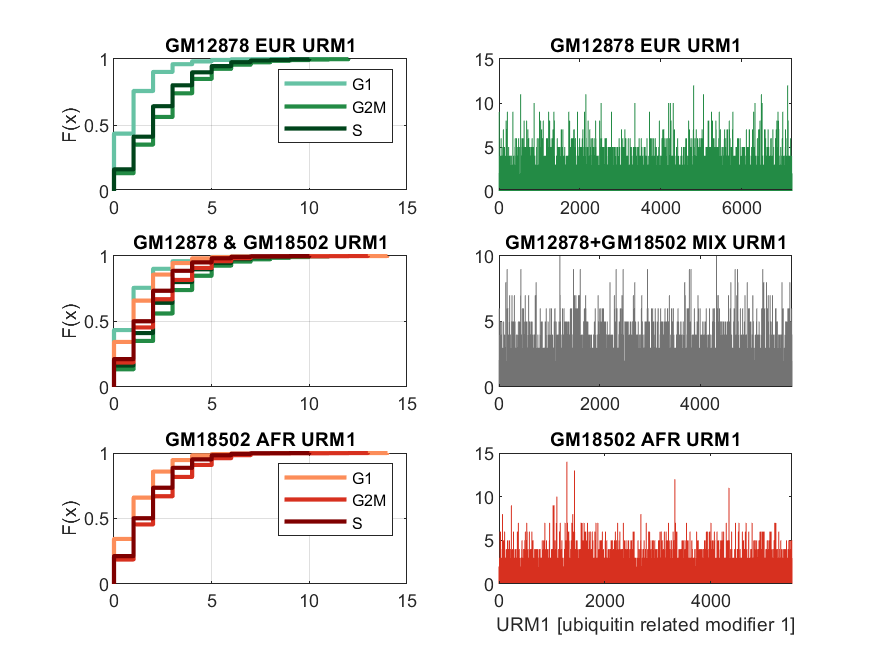 GM12878 EUR URM1
1
0.5
0
F(x)
0 5 10 15
G1
G2M
S
GM12878 EUR URM1
15
10
5
0
0 2000 4000 6000
GM12878 & GM18502 URM1
1
0.5
0
F(x)
0 5 10 15
GM12878+GM18502 MIX URM1
10
5
0
0 2000 4000
GM18502 AFR URM1
1
0.5
0
F(x)
0 5 10 15
G1
G2M
S
GM18502 AFR URM1
15
10
5
0
0 2000 4000
URM1 [ubiquitin related modifier 1]